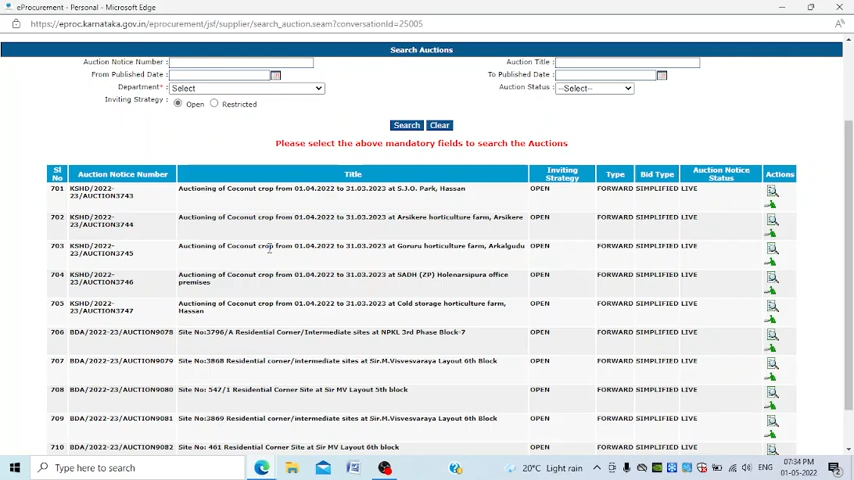 eProcurement - Personal - Microsoft Edge
https://eproc.karnataka.gov.in/eprocurement/jsf/supplier/search_auction.seam?conversationId=25005
Search Auctions
Auction Notice Number : Auction Title :
From Published Date : To Published Date :
Department* : Select Auction Status : --Select--
Inviting Strategy : Open Restricted
Search Clear
Please select the above mandatory fields to search the Auctions
Sl No Auction Notice Number Title Inviting Strategy Type Bid Type Auction Notice Status Actions
701 KSHD/2022-23/AUCTION3743 Auctioning of Coconut crop from 01.04.2022 to 31.03.2023 at S.J.O. Park, Hassan OPEN FORWARD SIMPLIFIED LIVE
702 KSHD/2022-23/AUCTION3744 Auctioning of Coconut crop from 01.04.2022 to 31.03.2023 at Arsikere horticulture farm, Arsikere OPEN FORWARD SIMPLIFIED LIVE
703 KSHD/2022-23/AUCTION3745 Auctioning of Coconut crop from 01.04.2022 to 31.03.2023 at Goruru horticulture farm, Arkalgudu OPEN FORWARD SIMPLIFIED LIVE
704 KSHD/2022-23/AUCTION3746 Auctioning of Coconut crop from 01.04.2022 to 31.03.2023 at SADH (ZP) Holenarsipura office premises OPEN FORWARD SIMPLIFIED LIVE
705 KSHD/2022-23/AUCTION3747 Auctioning of Coconut crop from 01.04.2022 to 31.03.2023 at Cold storage horticulture farm, Hassan OPEN FORWARD SIMPLIFIED LIVE
706 BDA/2022-23/AUCTION9078 Site No:3796/A Residential Corner/Intermediate sites at NPKL 3rd Phase Block-7 OPEN FORWARD SIMPLIFIED LIVE
707 BDA/2022-23/AUCTION9079 Site No:3868 Residential corner/intermediate sites at Sir.M.Visvesvaraya Layout 6th Block OPEN FORWARD SIMPLIFIED LIVE
708 BDA/2022-23/AUCTION9080 Site No: 547/1 Residential Corner Site at Sir MV Layout 5th block OPEN FORWARD SIMPLIFIED LIVE
709 BDA/2022-23/AUCTION9081 Site No:3869 Residential corner/intermediate sites at Sir.M.Visvesvaraya Layout 6th Block OPEN FORWARD SIMPLIFIED LIVE
710 BDA/2022-23/AUCTION9082 Site No: 461 Residential Corner Site at Sir MV Layout 6th block OPEN FORWARD SIMPLIFIED LIVE
Type here to search 20°C Light rain ENG 07:34 PM
01-05-2022 2